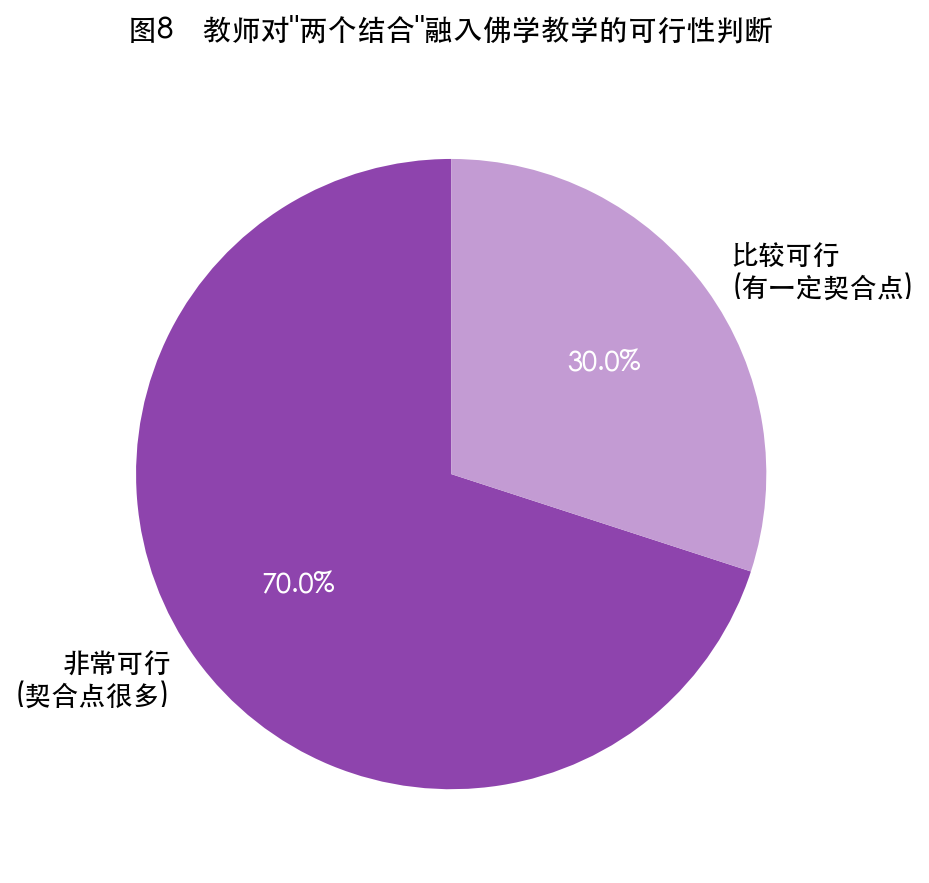 图8　教师对"两个结合"融入佛学教学的可行性判断
比较可行
(有一定契合点)
30.0%
70.0%
非常可行
(契合点很多)